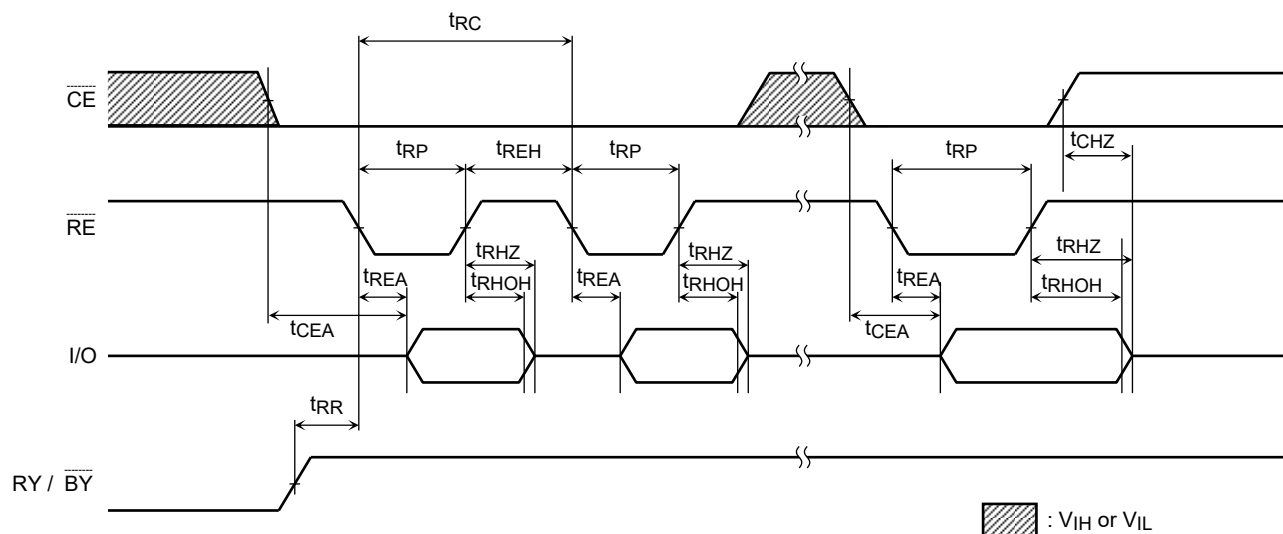 tRC
CE
tCHZ
tRP
tREH
tRP
tRP
RE
tRHZ
tRHZ
tRHZ
tREA
tRHOH
tREA
tRHOH
tREA
tRHOH
tCEA
tCEA
I/O
tRR
RY / BY
: VIH or VIL